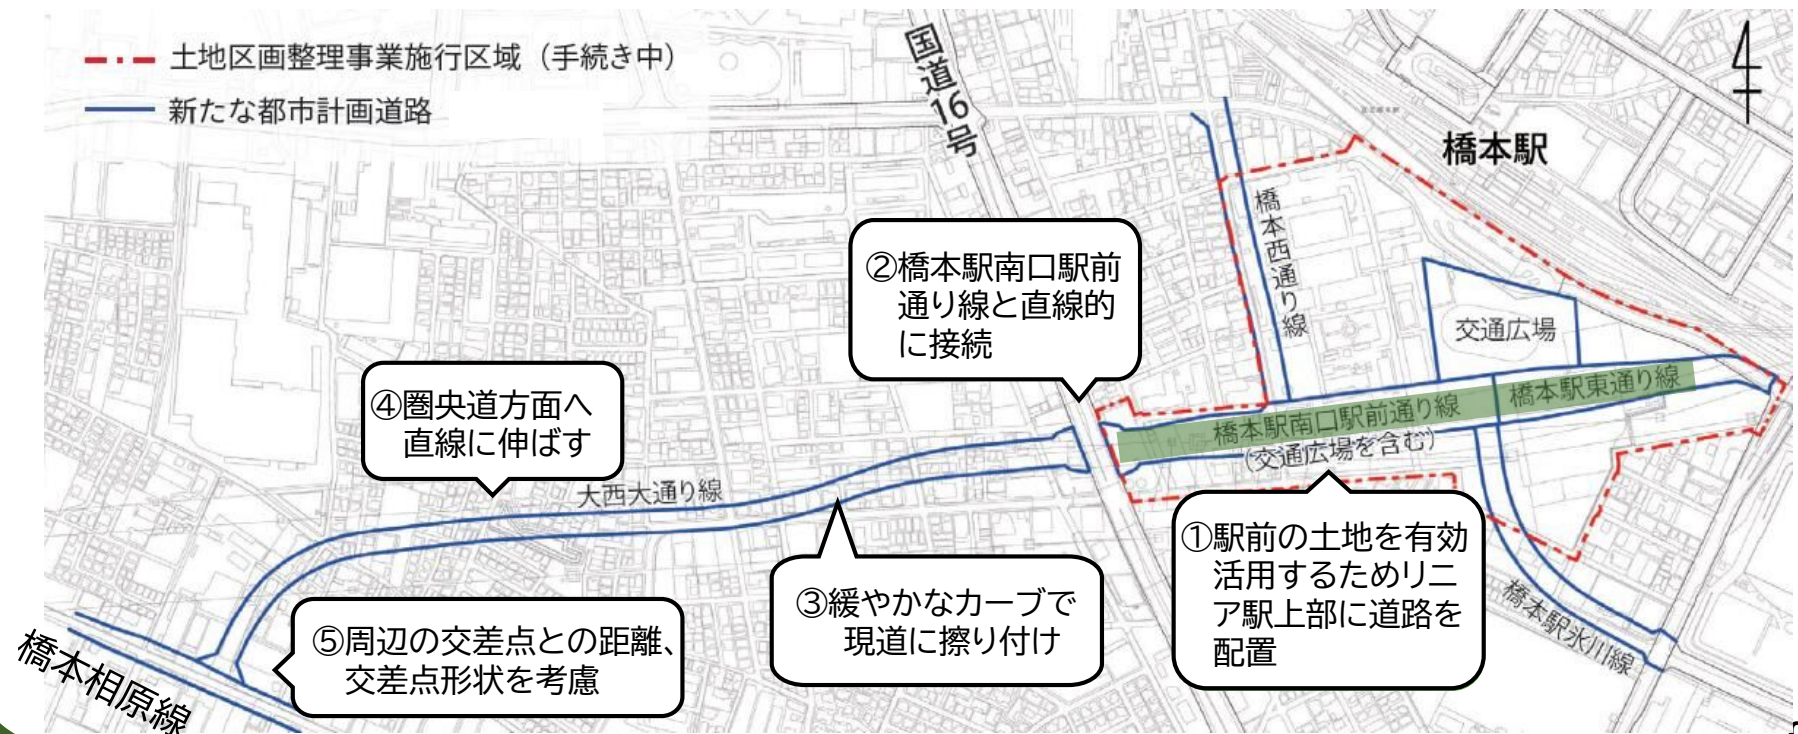 土地区画整理事業施行区域（手続き中）
新たな都市計画道路
国道16号
橋本駅
橋本西通り線
②橋本駅南口駅前
通り線と直線的
に接続
交通広場
④圏央道方面へ
直線に伸ばす
橋本駅東通り線
橋本駅南口駅前通り線
（交通広場を含む）
大西大通り線
①駅前の土地を有効
活用するためリニ
ア駅上部に道路を
配置
③緩やかなカーブで
現道に擦り付け
橋本駅氷川線
⑤周辺の交差点との距離、
交差点形状を考慮
橋本相原線